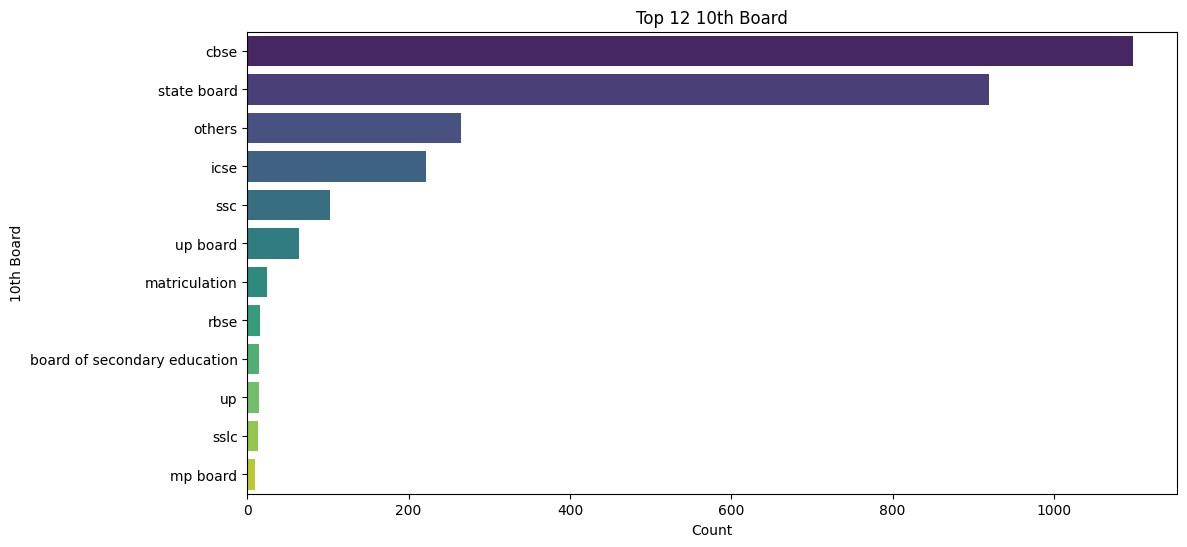 Top 12 10th Board
10th Board
cbse
state board
others
icse
ssc
up board
matriculation
rbse
board of secondary education
up
sslc
mp board
0 200 400 600 800 1000
Count